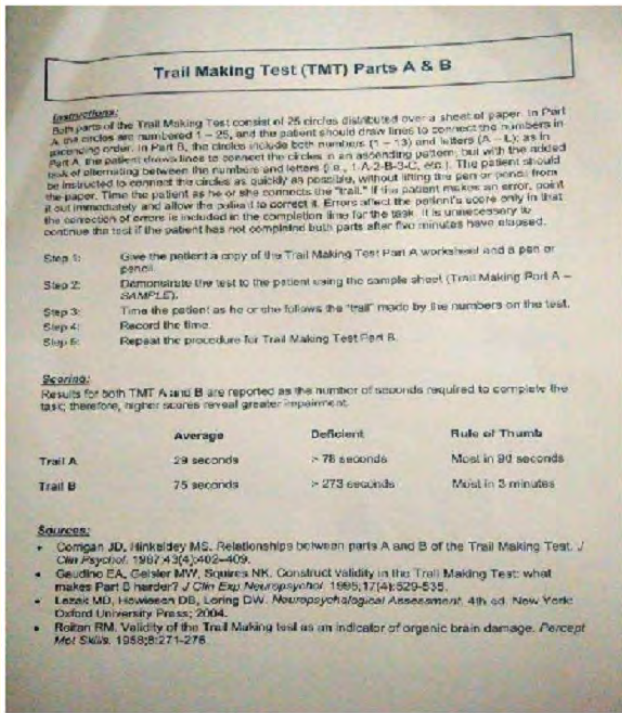 Trail Making Test (TMT) Parts A & B
Instructions:
Both parts of the Trail Making Test consist of 25 circles distributed over a sheet of paper. In Part
A, the circles are numbered 1 – 25, and the patient should draw lines to connect the numbers in
ascending order. In Part B, the circles include both numbers (1 – 13) and letters (A – L); as in
Part A, the patient draws lines to connect the circles in an ascending pattern, but with the added
task of alternating between the numbers and letters (i.e., 1-A-2-B-3-C, etc.). The patient should
be instructed to connect the circles as quickly as possible, without lifting the pen or pencil from
the paper. Time the patient as he or she connects the "trail." If the patient makes an error, point
it out immediately and allow the patient to correct it. Errors affect the patient's score only in that
the correction of errors is included in the completion time for the task. It is unnecessary to
continue the test if the patient has not completed both parts after five minutes have elapsed.
Step 1: Give the patient a copy of the Trail Making Test Part A worksheet and a pen or
pencil.
Step 2: Demonstrate the test to the patient using the sample sheet (Trail Making Part A –
SAMPLE).
Step 3: Time the patient as he or she follows the "trail" made by the numbers on the test.
Step 4: Record the time.
Step 5: Repeat the procedure for Trail Making Test Part B.
Scoring:
Results for both TMT A and B are reported as the number of seconds required to complete the
task; therefore, higher scores reveal greater impairment.
Average Deficient Rule of Thumb
Trail A 29 seconds > 78 seconds Most in 90 seconds
Trail B 75 seconds > 273 seconds Most in 3 minutes
Sources:
• Corrigan JD, Hinkeldey MS. Relationships between parts A and B of the Trail Making Test. J
Clin Psychol. 1987;43(4):402–409.
• Gaudino EA, Geisler MW, Squires NK. Construct validity in the Trail Making Test: what
makes Part B harder? J Clin Exp Neuropsychol. 1995;17(4):529-535.
• Lezak MD, Howieson DB, Loring DW. Neuropsychological Assessment. 4th ed. New York:
Oxford University Press; 2004.
• Reitan RM. Validity of the Trail Making test as an indicator of organic brain damage. Percept
Mot Skills. 1958;8:271-276.